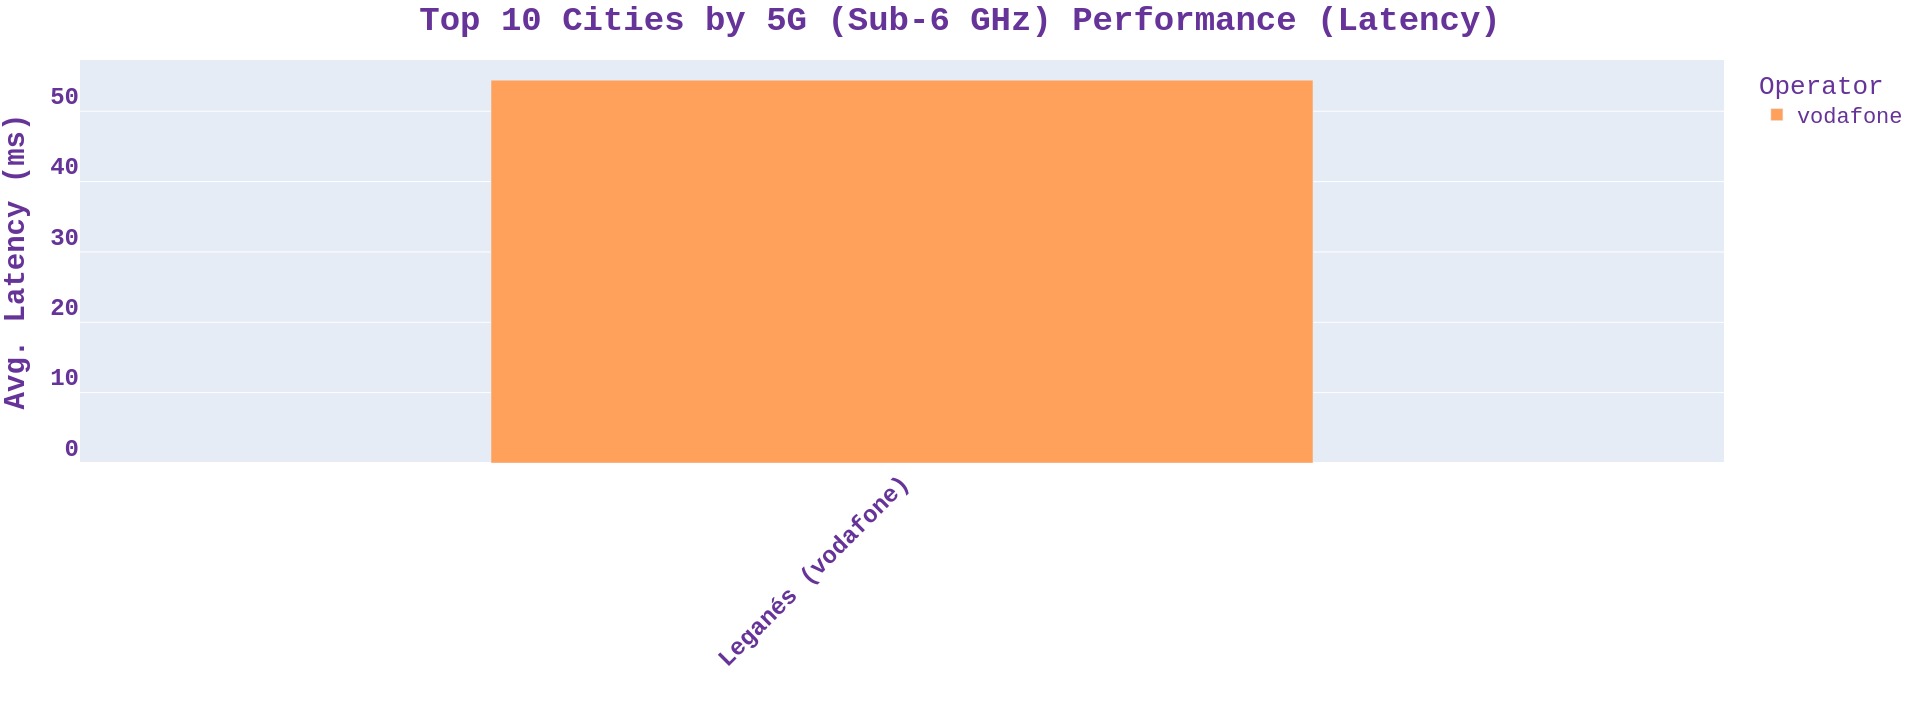 Top 10 Cities by 5G (Sub-6 GHz) Performance (Latency)
Avg. Latency (ms)
50
40
30
20
10
0
Leganés (vodafone)
Operator
vodafone